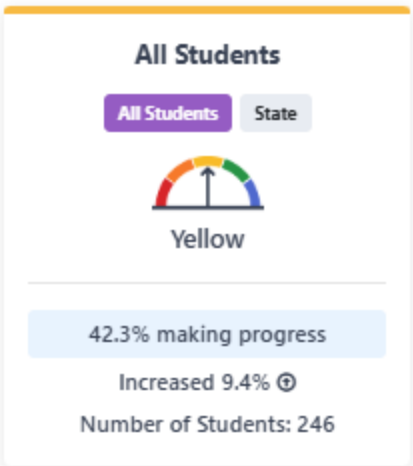 All Students
All Students State
Yellow
42.3% making progress
Increased 9.4%
Number of Students: 246